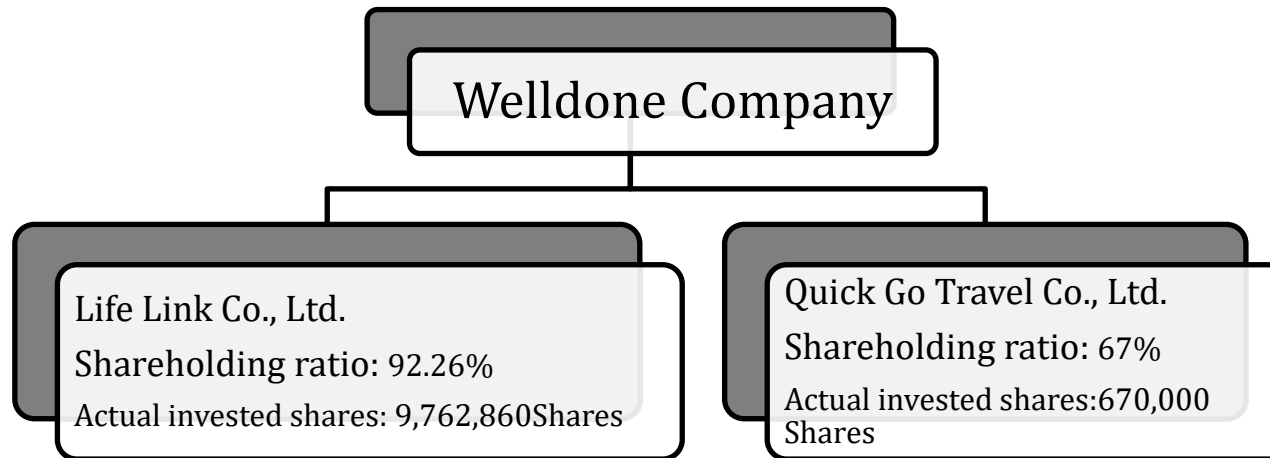 Welldone Company
Life Link Co., Ltd.
Shareholding ratio: 92.26%
Actual invested shares: 9,762,860Shares
Quick Go Travel Co., Ltd.
Shareholding ratio: 67%
Actual invested shares:670,000
Shares